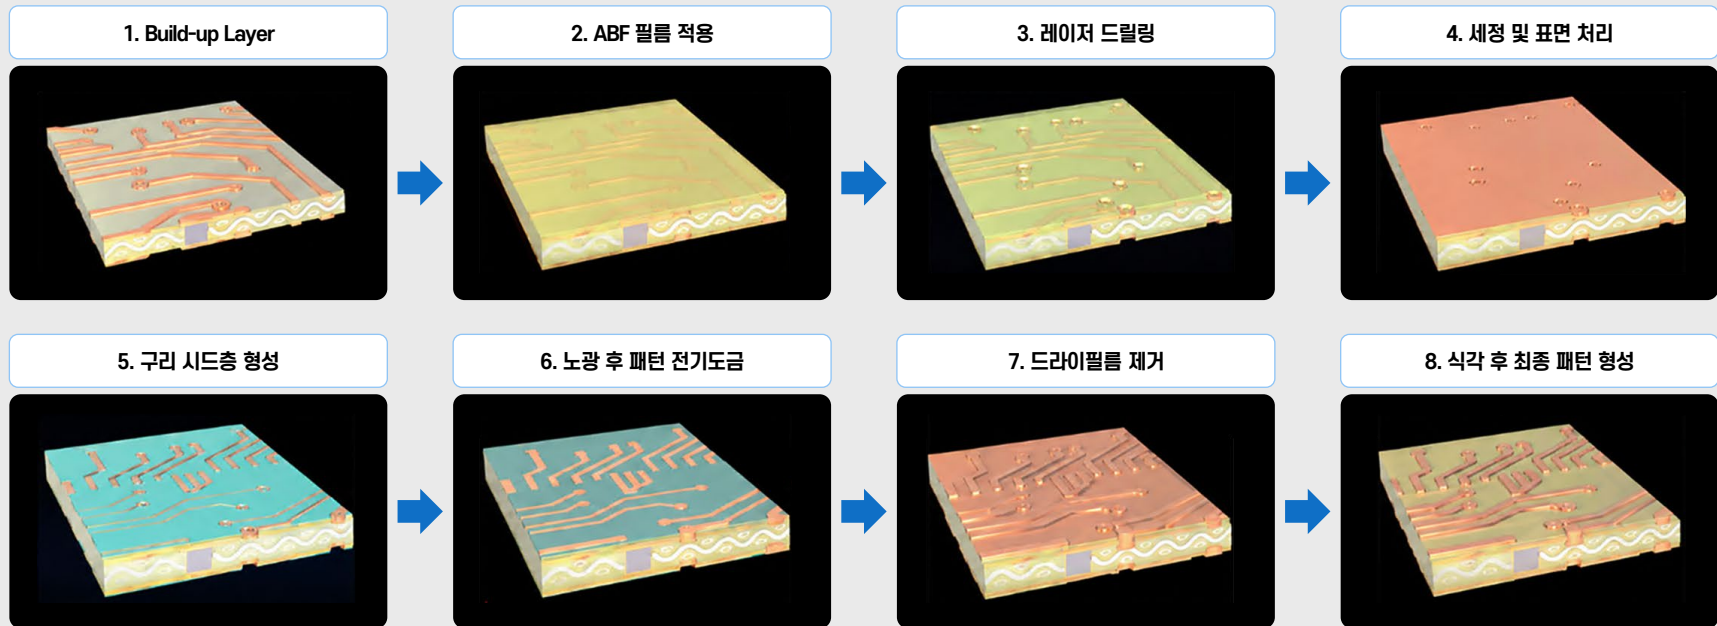 1. Build-up Layer
2. ABF 필름 적용
3. 레이저 드릴링
4. 세정 및 표면 처리
5. 구리 시드층 형성
6. 노광 후 패턴 전기도금
7. 드라이필름 제거
8. 식각 후 최종 패턴 형성